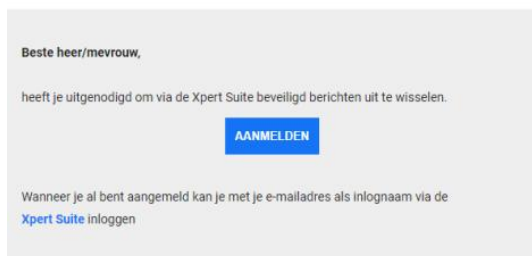 Beste heer/mevrouw,
heeft je uitgenodigd om via de Xpert Suite beveiligd berichten uit te wisselen.
AANMELDEN
Wanneer je al bent aangemeld kan je met je e-mailadres als inlognaam via de
Xpert Suite inloggen